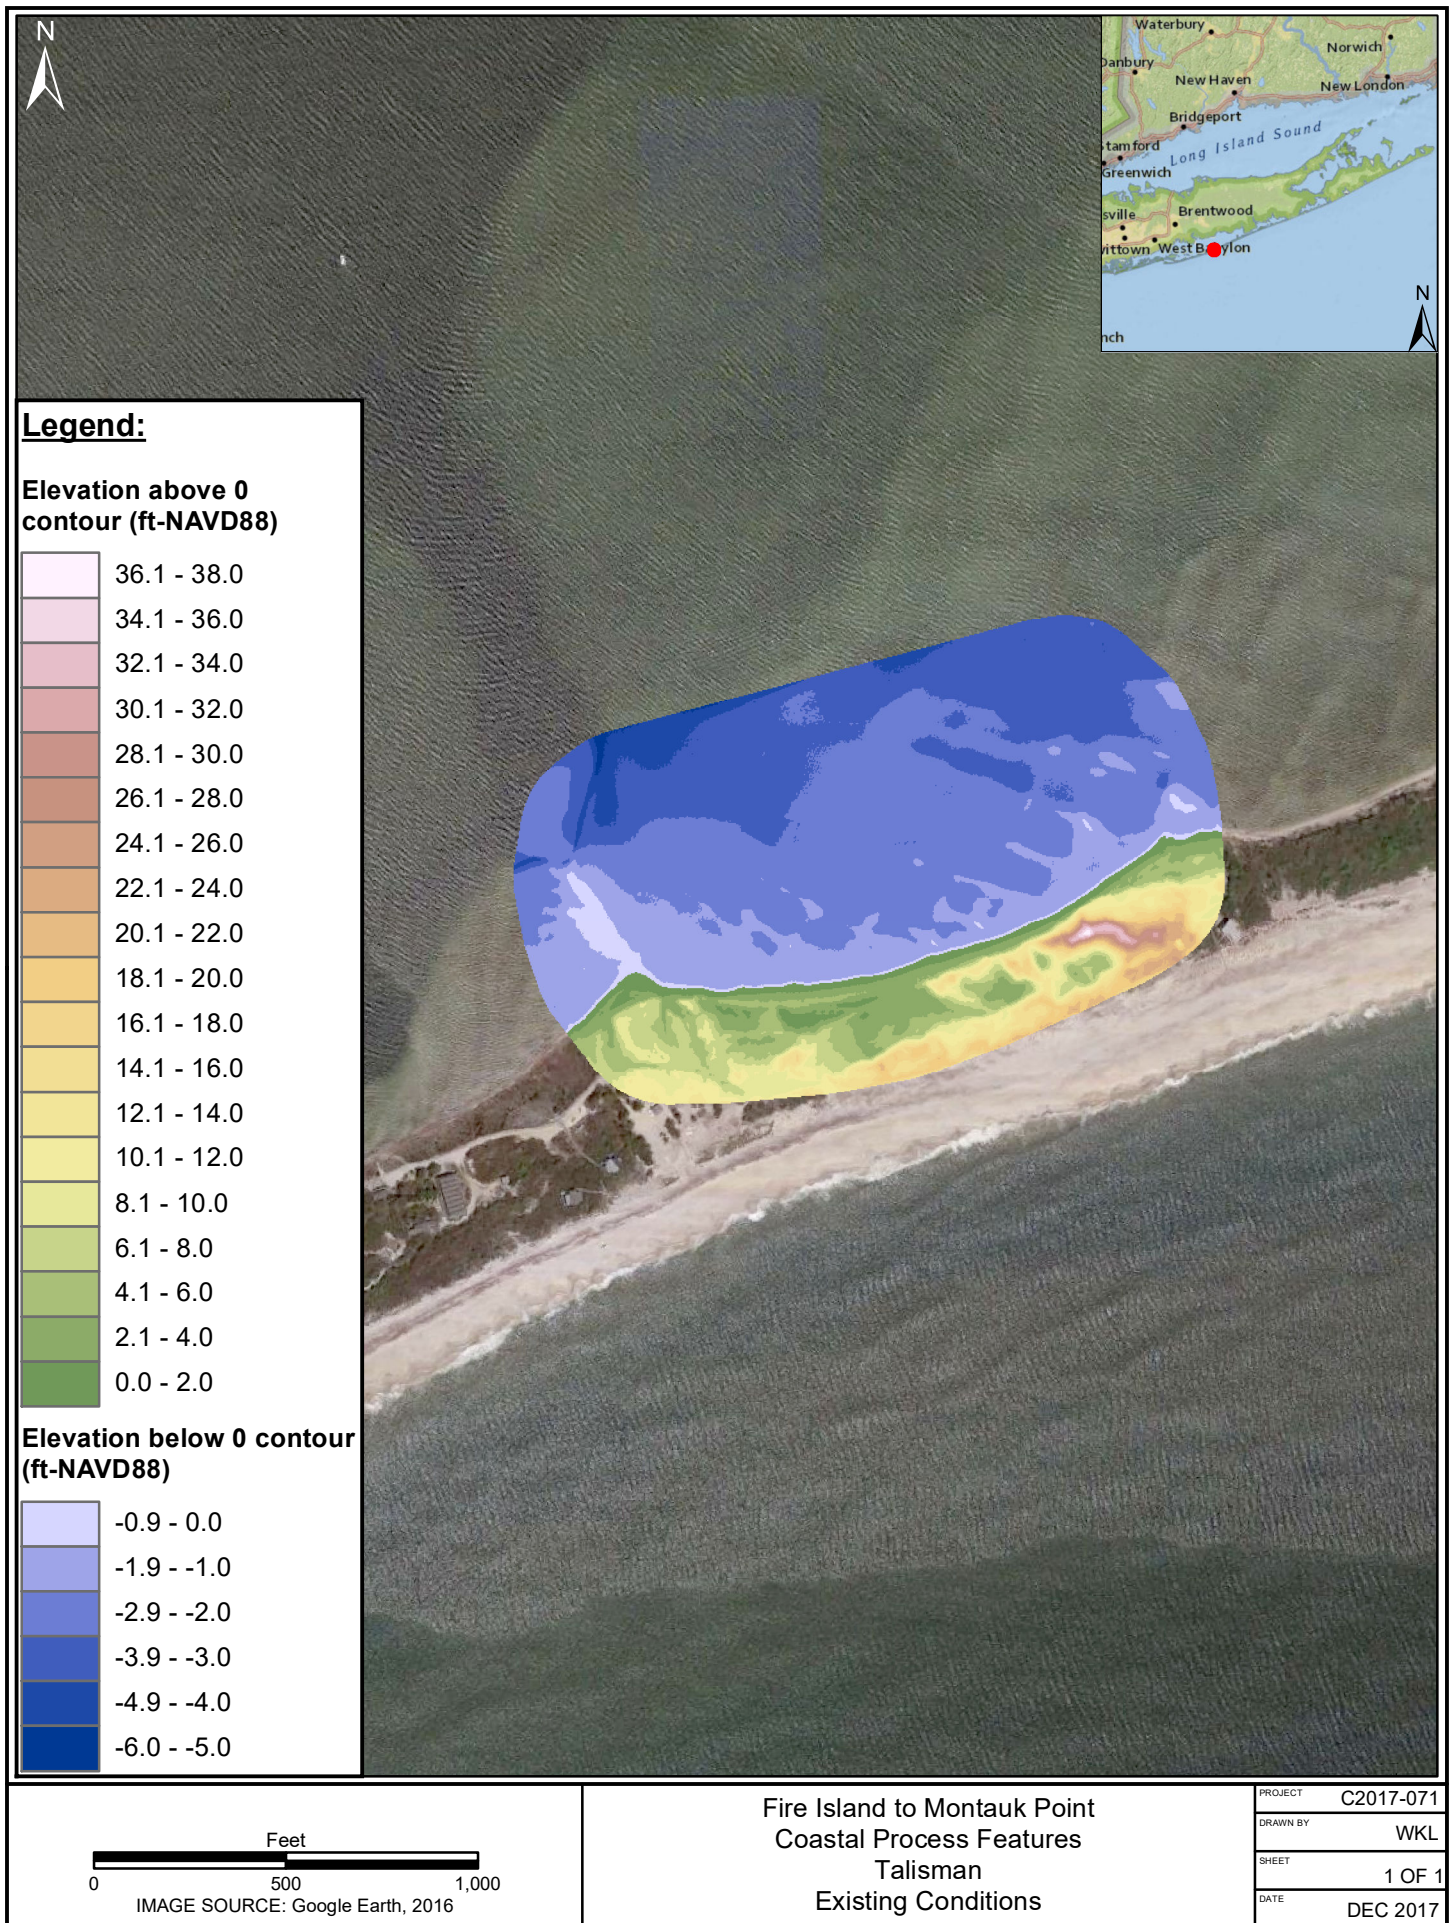 N
Waterbury
Norwich
Danbury
New Haven
New London
Bridgeport
Long Island Sound
Stamford
Greenwich
sville
Brentwood
vittown
West Babylon
N
nch
Legend:
Elevation above 0
contour (ft-NAVD88)
36.1 - 38.0
34.1 - 36.0
32.1 - 34.0
30.1 - 32.0
28.1 - 30.0
26.1 - 28.0
24.1 - 26.0
22.1 - 24.0
20.1 - 22.0
18.1 - 20.0
16.1 - 18.0
14.1 - 16.0
12.1 - 14.0
10.1 - 12.0
8.1 - 10.0
6.1 - 8.0
4.1 - 6.0
2.1 - 4.0
0.0 - 2.0
Elevation below 0 contour
(ft-NAVD88)
-0.9 - 0.0
-1.9 - -1.0
-2.9 - -2.0
-3.9 - -3.0
-4.9 - -4.0
-6.0 - -5.0
Feet
0 500 1,000
IMAGE SOURCE: Google Earth, 2016
Fire Island to Montauk Point
Coastal Process Features
Talisman
Existing Conditions
PROJECT C2017-071
DRAWN BY WKL
SHEET 1 OF 1
DATE DEC 2017